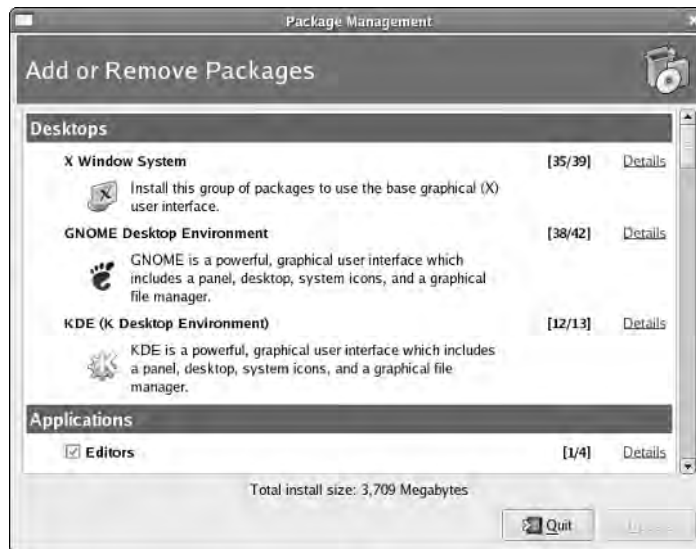 Package Management
Add or Remove Packages
Desktops
X Window System [35/39] Details
Install this group of packages to use the base graphical (X)
user interface.
GNOME Desktop Environment [38/42] Details
GNOME is a powerful, graphical user interface which
includes a panel, desktop, system icons, and a graphical
file manager.
KDE (K Desktop Environment) [12/13] Details
KDE is a powerful, graphical user interface which includes
a panel, desktop, system icons, and a graphical file
manager.
Applications
Editors [1/4] Details
Total install size: 3,709 Megabytes
Quit